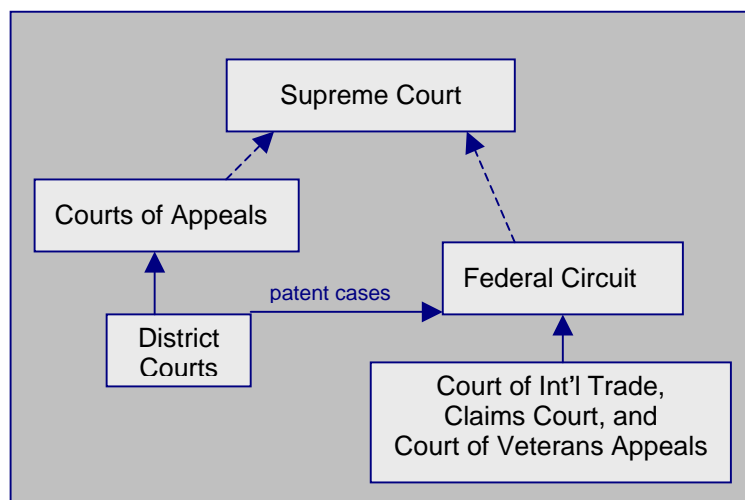 Supreme Court
Courts of Appeals
Federal Circuit
patent cases
District
Courts
Court of Int'l Trade,
Claims Court, and
Court of Veterans Appeals